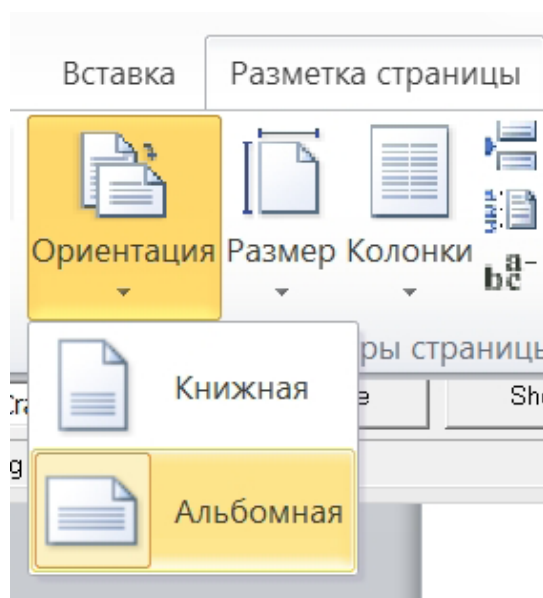 Вставка Разметка страницы
Ориентация Размер Колонки
Книжная
Альбомная